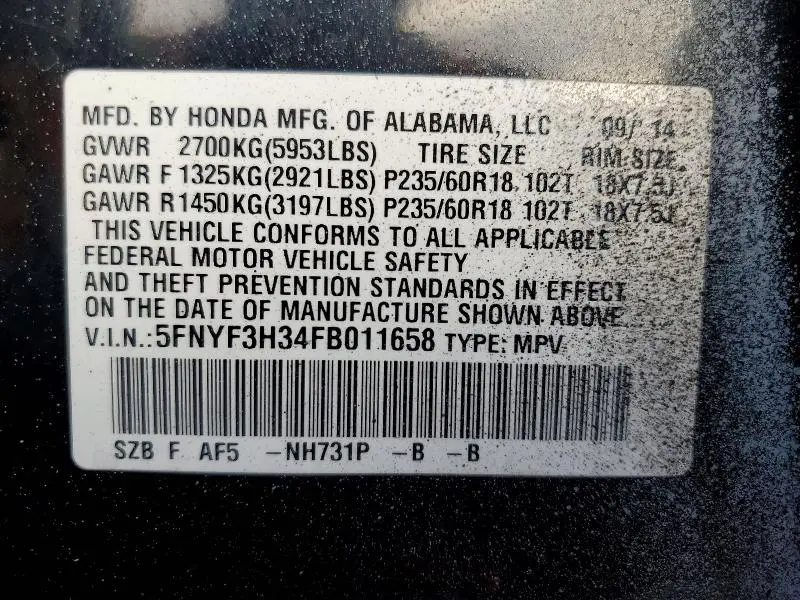 MFD. BY HONDA MFG. OF ALABAMA, LLC 09/ 14
GVWR 2700KG(5953LBS) TIRE SIZE RIM SIZE
GAWR F 1325KG(2921LBS) P235/60R18 102T 18X7.5J
GAWR R1450KG(3197LBS) P235/60R18 102T 18X7.5J
THIS VEHICLE CONFORMS TO ALL APPLICABLE
FEDERAL MOTOR VEHICLE SAFETY
AND THEFT PREVENTION STANDARDS IN EFFECT
ON THE DATE OF MANUFACTURE SHOWN ABOVE.
V.I.N.:5FNYF3H34FB011658 TYPE: MPV
SZB F AF5 -NH731P -B -B